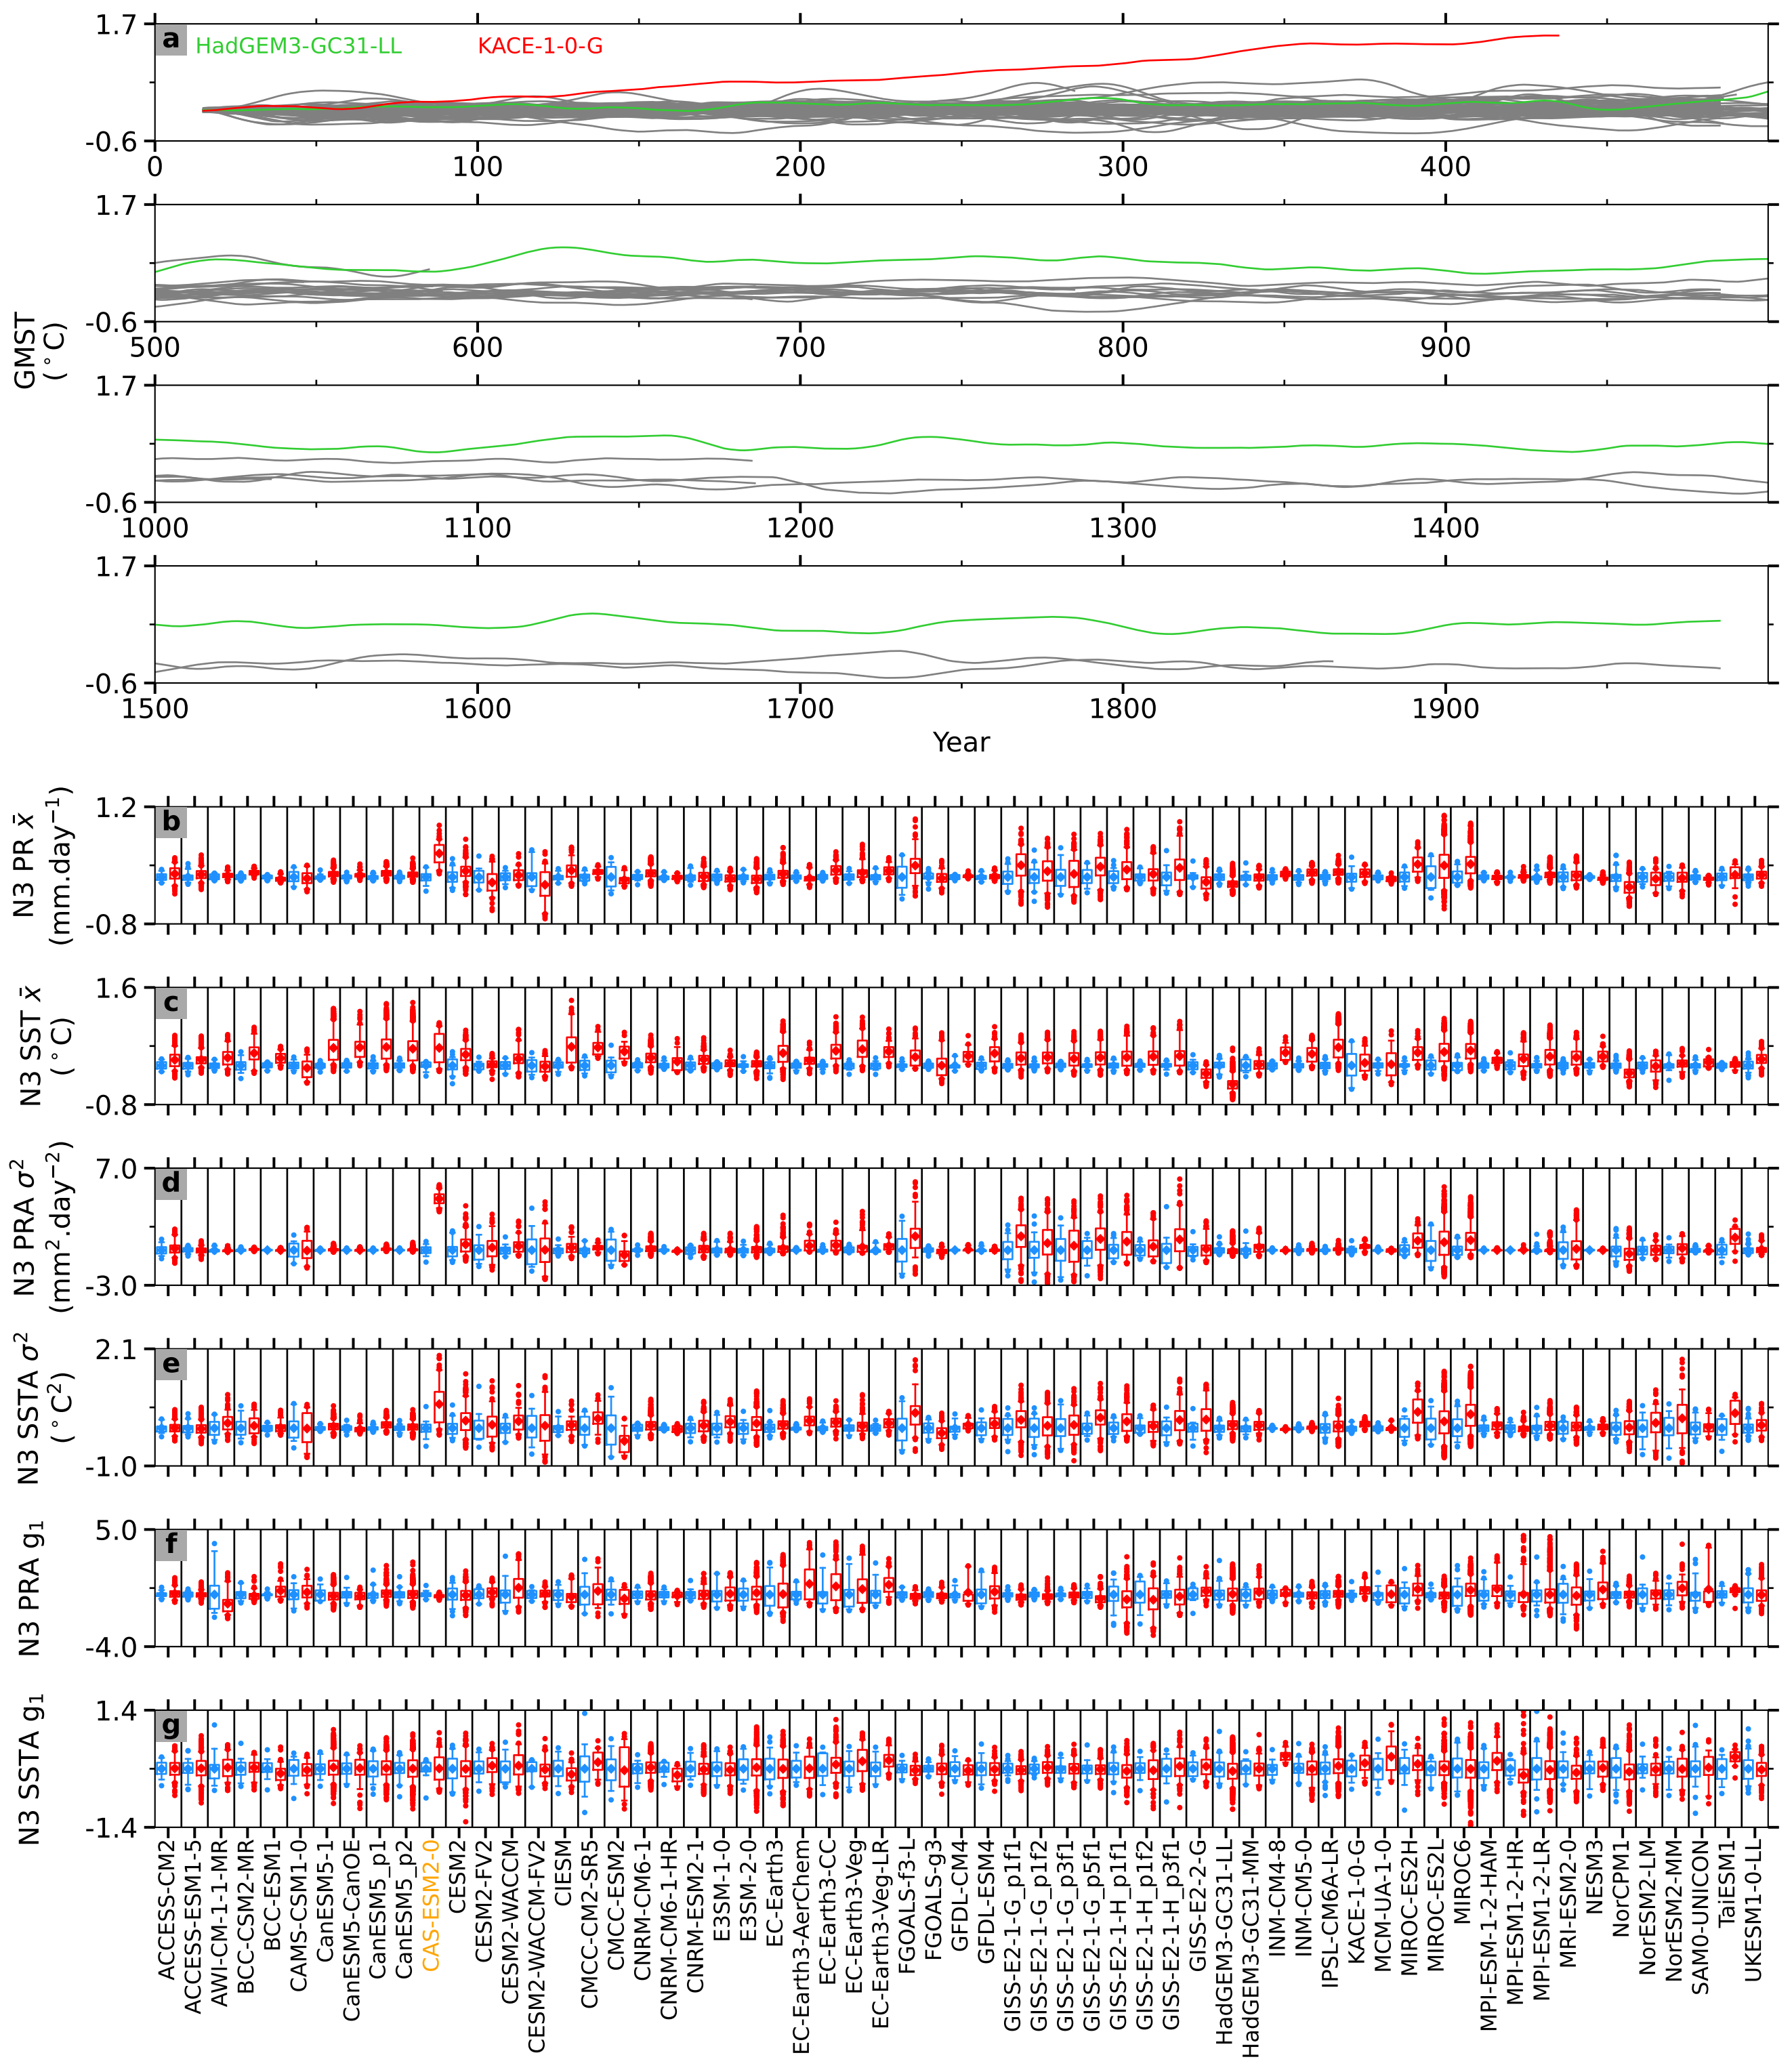 1.7
a HadGEM3-GC31-LL KACE-1-0-G
-0.6
0 100 200 300 400
1.7
-0.6
500 600 700 800 900
GMST
(°C)
1.7
-0.6
1000 1100 1200 1300 1400
1.7
-0.6
1500 1600 1700 1800 1900
Year
N3 PR x̄
(mm.day⁻¹)
1.2
b
-0.8
N3 SST x̄
(°C)
1.6
c
-0.8
N3 PRA σ²
(mm².day⁻²)
7.0
d
-3.0
N3 SSTA σ²
(°C²)
2.1
e
-1.0
N3 PRA g₁
5.0
f
-4.0
N3 SSTA g₁
1.4
g
-1.4
ACCESS-CM2
ACCESS-ESM1-5
AWI-CM-1-1-MR
BCC-CSM2-MR
BCC-ESM1
CAMS-CSM1-0
CanESM5-1
CanESM5-CanOE
CanESM5_p1
CanESM5_p2
CAS-ESM2-0
CESM2
CESM2-FV2
CESM2-WACCM
CESM2-WACCM-FV2
CIESM
CMCC-CM2-SR5
CMCC-ESM2
CNRM-CM6-1
CNRM-CM6-1-HR
CNRM-ESM2-1
E3SM-1-0
E3SM-2-0
EC-Earth3
EC-Earth3-AerChem
EC-Earth3-CC
EC-Earth3-Veg
EC-Earth3-Veg-LR
FGOALS-f3-L
FGOALS-g3
GFDL-CM4
GFDL-ESM4
GISS-E2-1-G_p1f1
GISS-E2-1-G_p1f2
GISS-E2-1-G_p3f1
GISS-E2-1-G_p5f1
GISS-E2-1-H_p1f1
GISS-E2-1-H_p1f2
GISS-E2-1-H_p3f1
GISS-E2-2-G
HadGEM3-GC31-LL
HadGEM3-GC31-MM
INM-CM4-8
INM-CM5-0
IPSL-CM6A-LR
KACE-1-0-G
MCM-UA-1-0
MIROC-ES2H
MIROC-ES2L
MIROC6
MPI-ESM-1-2-HAM
MPI-ESM1-2-HR
MPI-ESM1-2-LR
MRI-ESM2-0
NESM3
NorCPM1
NorESM2-LM
NorESM2-MM
SAM0-UNICON
TaiESM1
UKESM1-0-LL